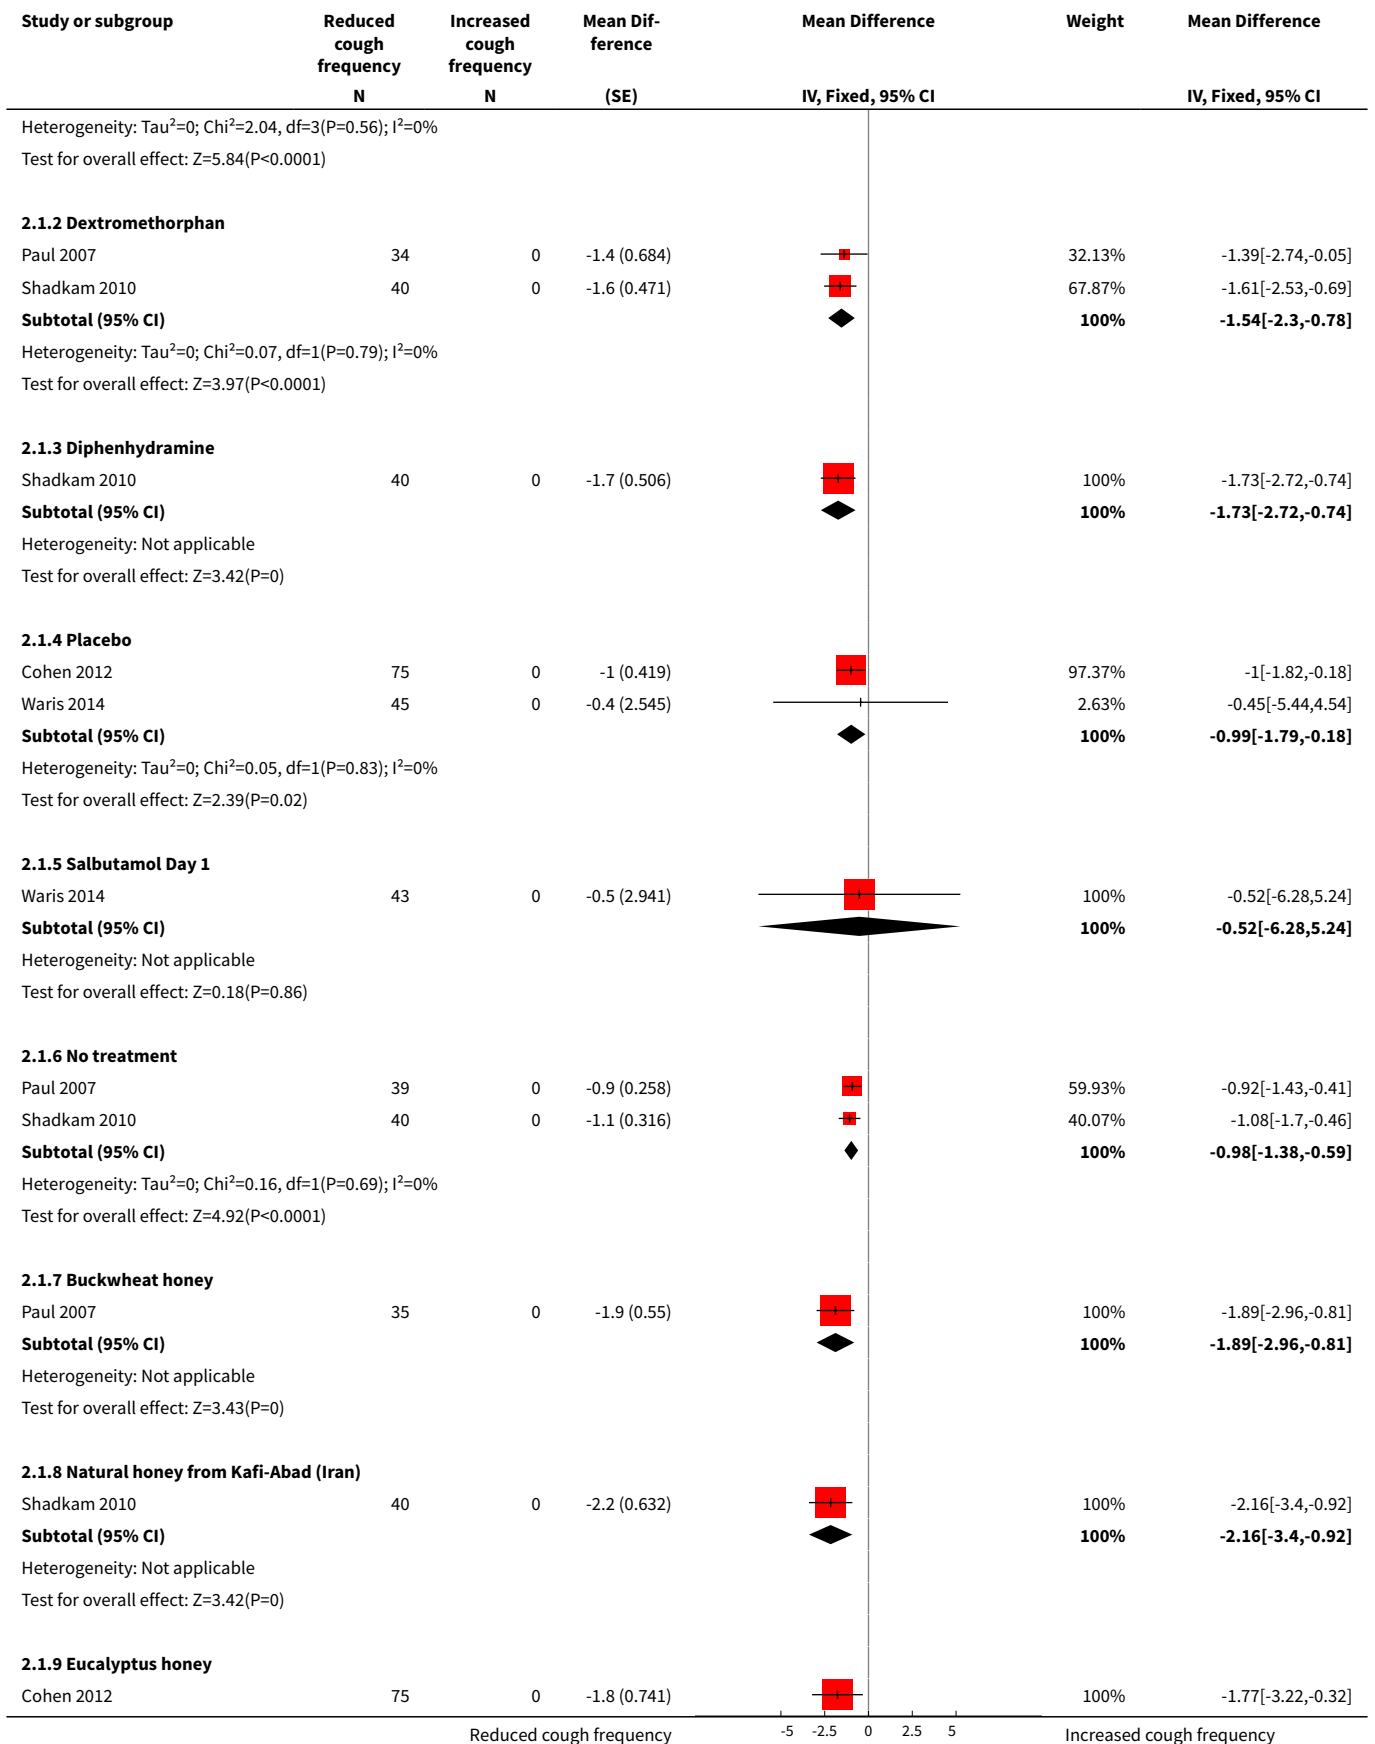 Study or subgroup Reduced cough frequency Increased cough frequency Mean Dif-ference Mean Difference Weight Mean Difference
N N (SE) IV, Fixed, 95% CI IV, Fixed, 95% CI
Heterogeneity: Tau²=0; Chi²=2.04, df=3(P=0.56); I²=0%
Test for overall effect: Z=5.84(P<0.0001)
2.1.2 Dextromethorphan
Paul 2007 34 0 -1.4 (0.684) 32.13% -1.39[-2.74,-0.05]
Shadkam 2010 40 0 -1.6 (0.471) 67.87% -1.61[-2.53,-0.69]
Subtotal (95% CI) 100% -1.54[-2.3,-0.78]
Heterogeneity: Tau²=0; Chi²=0.07, df=1(P=0.79); I²=0%
Test for overall effect: Z=3.97(P<0.0001)
2.1.3 Diphenhydramine
Shadkam 2010 40 0 -1.7 (0.506) 100% -1.73[-2.72,-0.74]
Subtotal (95% CI) 100% -1.73[-2.72,-0.74]
Heterogeneity: Not applicable
Test for overall effect: Z=3.42(P=0)
2.1.4 Placebo
Cohen 2012 75 0 -1 (0.419) 97.37% -1[-1.82,-0.18]
Waris 2014 45 0 -0.4 (2.545) 2.63% -0.45[-5.44,4.54]
Subtotal (95% CI) 100% -0.99[-1.79,-0.18]
Heterogeneity: Tau²=0; Chi²=0.05, df=1(P=0.83); I²=0%
Test for overall effect: Z=2.39(P=0.02)
2.1.5 Salbutamol Day 1
Waris 2014 43 0 -0.5 (2.941) 100% -0.52[-6.28,5.24]
Subtotal (95% CI) 100% -0.52[-6.28,5.24]
Heterogeneity: Not applicable
Test for overall effect: Z=0.18(P=0.86)
2.1.6 No treatment
Paul 2007 39 0 -0.9 (0.258) 59.93% -0.92[-1.43,-0.41]
Shadkam 2010 40 0 -1.1 (0.316) 40.07% -1.08[-1.7,-0.46]
Subtotal (95% CI) 100% -0.98[-1.38,-0.59]
Heterogeneity: Tau²=0; Chi²=0.16, df=1(P=0.69); I²=0%
Test for overall effect: Z=4.92(P<0.0001)
2.1.7 Buckwheat honey
Paul 2007 35 0 -1.9 (0.55) 100% -1.89[-2.96,-0.81]
Subtotal (95% CI) 100% -1.89[-2.96,-0.81]
Heterogeneity: Not applicable
Test for overall effect: Z=3.43(P=0)
2.1.8 Natural honey from Kafi-Abad (Iran)
Shadkam 2010 40 0 -2.2 (0.632) 100% -2.16[-3.4,-0.92]
Subtotal (95% CI) 100% -2.16[-3.4,-0.92]
Heterogeneity: Not applicable
Test for overall effect: Z=3.42(P=0)
2.1.9 Eucalyptus honey
Cohen 2012 75 0 -1.8 (0.741) 100% -1.77[-3.22,-0.32]
Reduced cough frequency -5 -2.5 0 2.5 5 Increased cough frequency